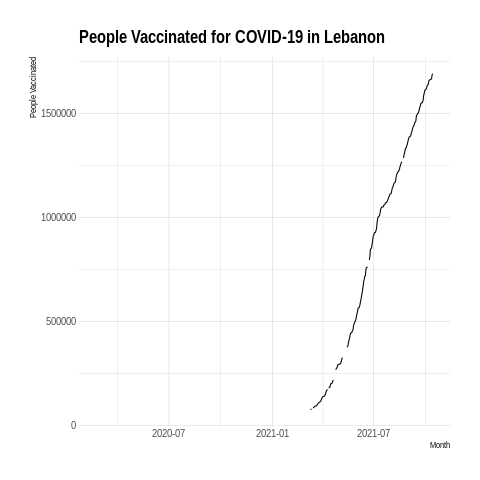 People Vaccinated for COVID-19 in Lebanon
People Vaccinated
1500000
1000000
500000
0
2020-07 2021-01 2021-07
Month